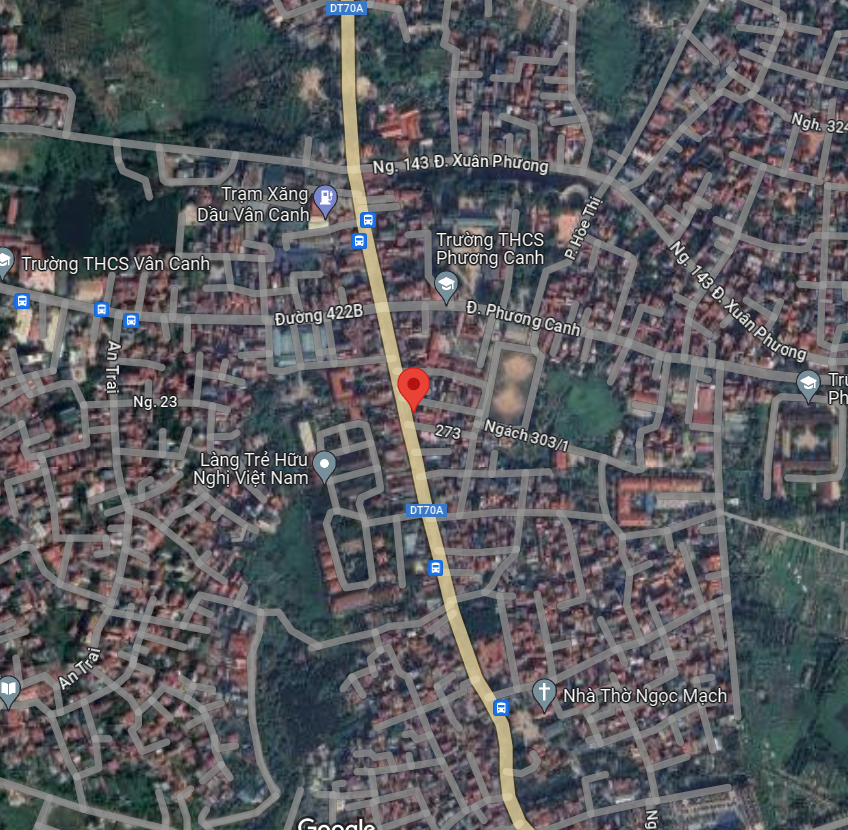 DT70A
Ngh. 324
Ng. 143 Đ. Xuân Phương
Trạm Xăng
Dầu Vân Canh
P. Hòe Thị
Trường THCS
Phương Canh
Trường THCS Vân Canh
Ng. 143 Đ. Xuân Phương
Đường 422B
Đ. Phương Canh
An Trai
Ng. 23
273
Ngách 303/1
Làng Trẻ Hữu
Nghị Việt Nam
DT70A
An Trai
Nhà Thờ Ngọc Mạch
Ng
Google